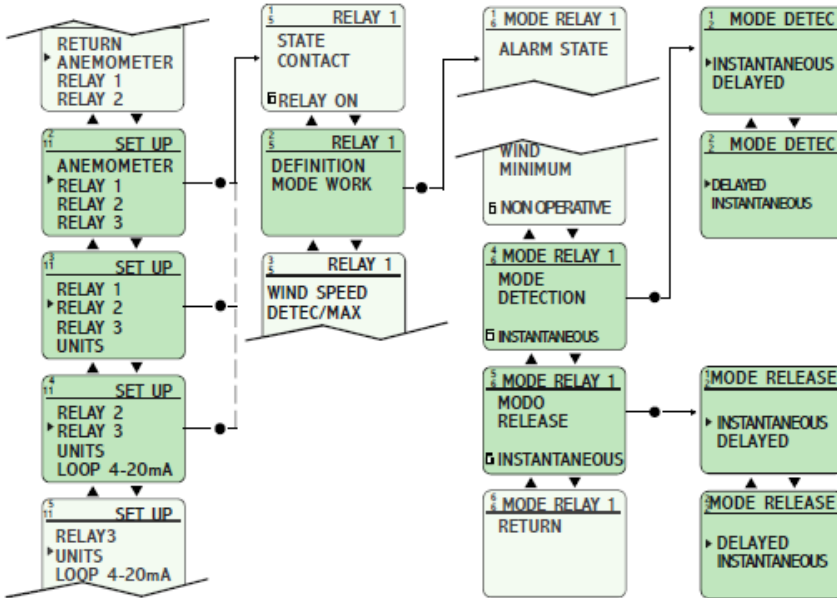 RETURN
ANEMOMETER
RELAY 1
RELAY 2
2
11 SET UP
ANEMOMETER
RELAY 1
RELAY 2
RELAY 3
3
11 SET UP
RELAY 1
RELAY 2
RELAY 3
UNITS
4
11 SET UP
RELAY 2
RELAY 3
UNITS
LOOP 4-20mA
5
11 SET UP
RELAY3
UNITS
LOOP 4-20mA
1
5 RELAY 1
STATE
CONTACT
RELAY ON
2
5 RELAY 1
DEFINITION
MODE WORK
3
5 RELAY 1
WIND SPEED
DETEC/MAX
1
6 MODE RELAY 1
ALARM STATE
WIND
MINIMUM
NON OPERATIVE
4
6 MODE RELAY 1
MODE
DETECTION
INSTANTANEOUS
5
6 MODE RELAY 1
MODO
RELEASE
INSTANTANEOUS
6
6 MODE RELAY 1
RETURN
1
2 MODE DETEC
INSTANTANEOUS
DELAYED
2
2 MODE DETEC
DELAYED
INSTANTANEOUS
1
2 MODE RELEASE
INSTANTANEOUS
DELAYED
2
2 MODE RELEASE
DELAYED
INSTANTANEOUS